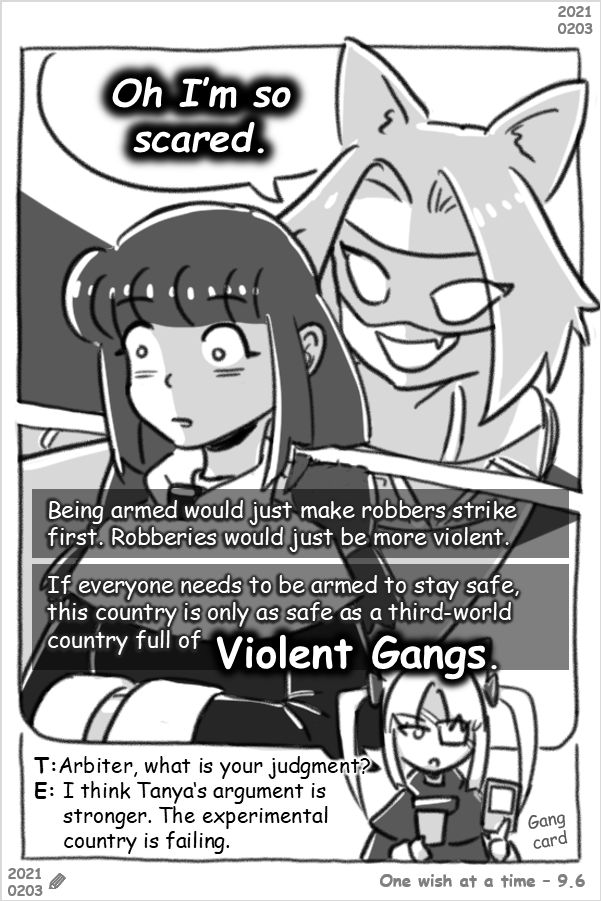 2021
0203
Oh I'm so
scared.
Being armed would just make robbers strike
first. Robberies would just be more violent.
If everyone needs to be armed to stay safe,
this country is only as safe as a third-world
country full of Violent Gangs.
T:Arbiter, what is your judgment?
E: I think Tanya's argument is
stronger. The experimental
country is failing.
Gang
card
2021
0203
One wish at a time – 9.6